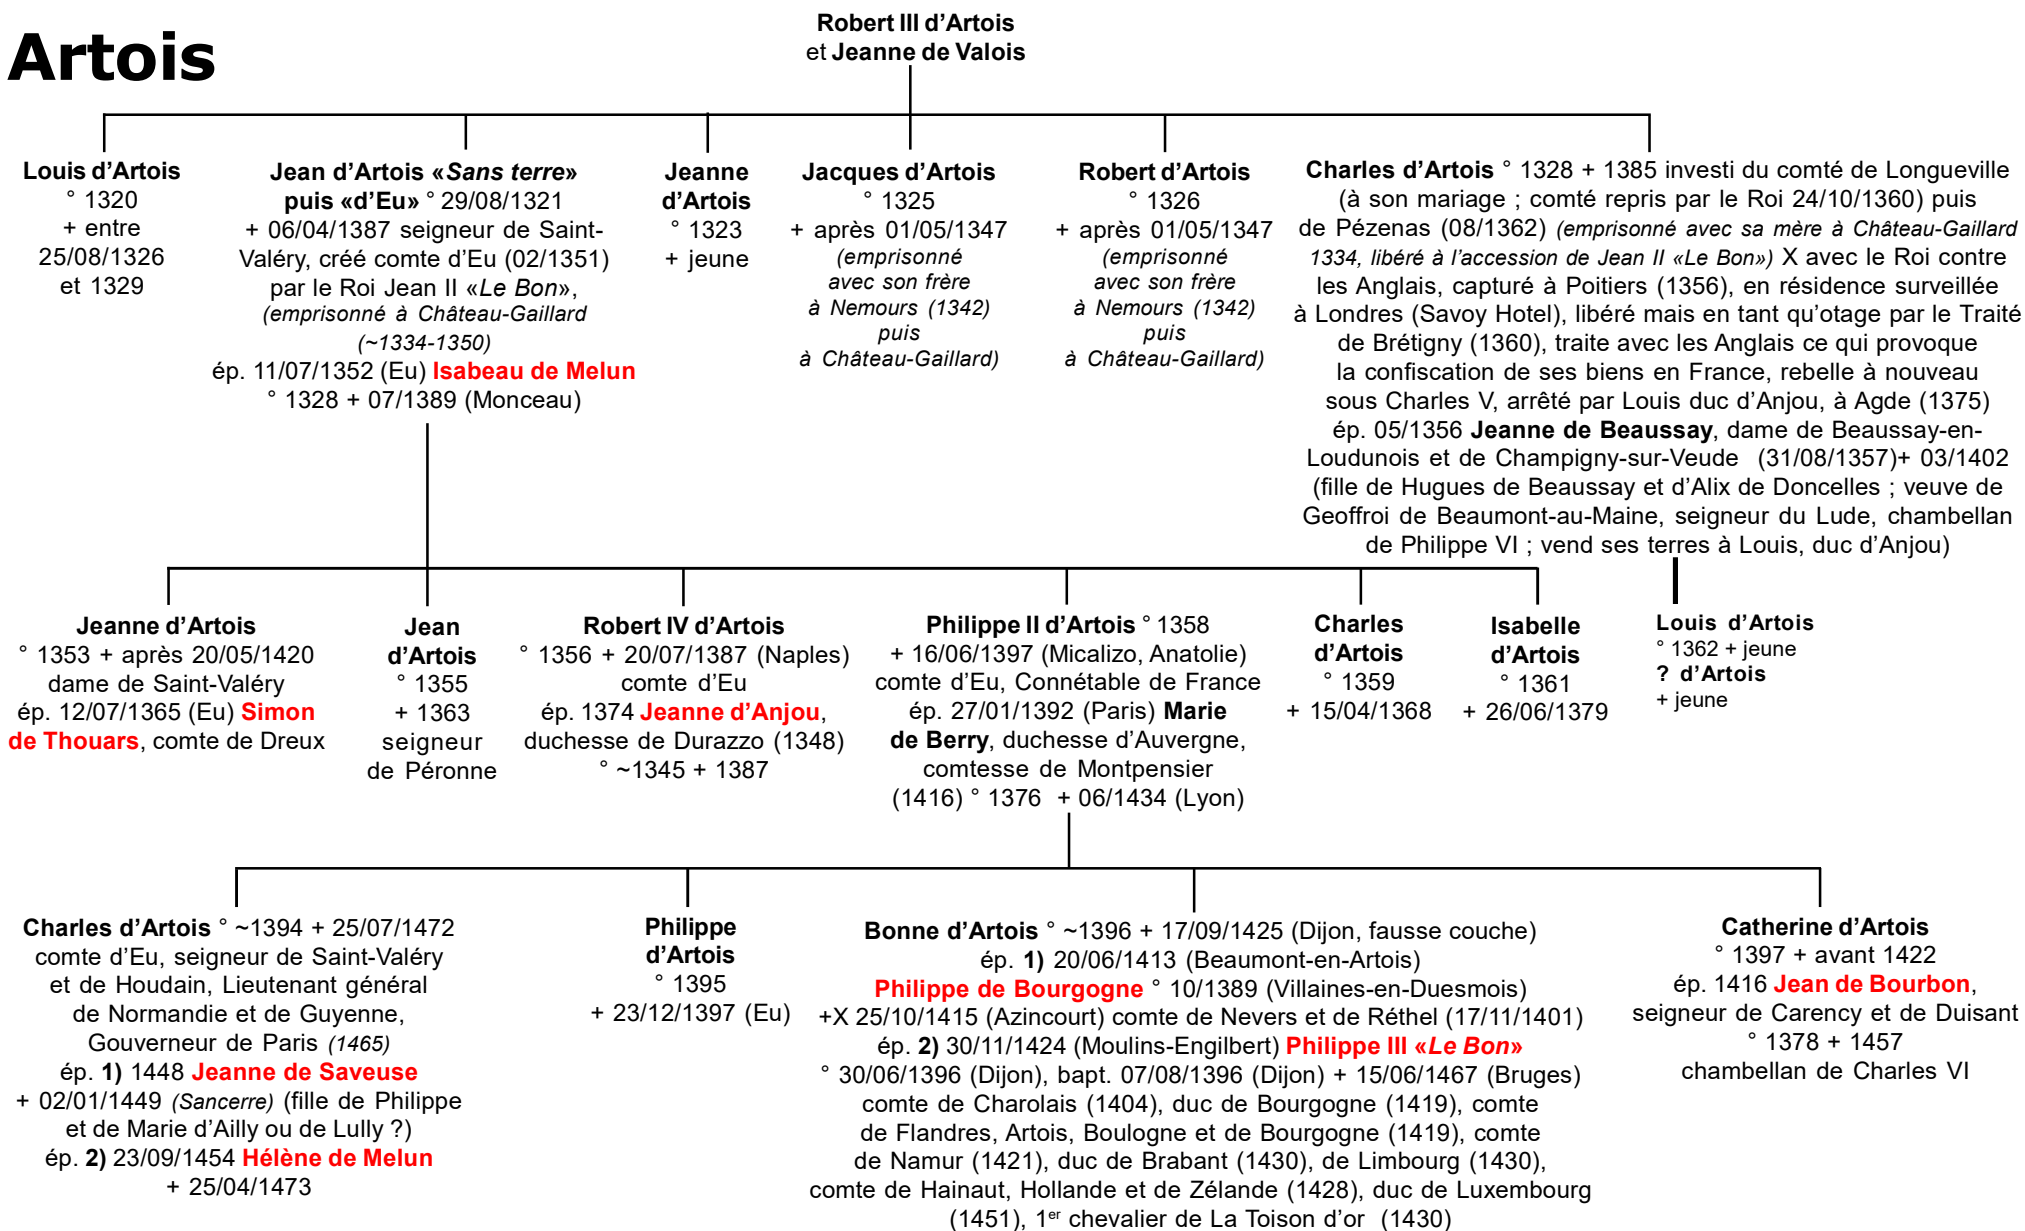 Artois
Robert III d’Artois
et Jeanne de Valois
Louis d’Artois
° 1320
+ entre
25/08/1326
et 1329
Jean d’Artois «Sans terre»
puis «d’Eu» ° 29/08/1321
+ 06/04/1387 seigneur de Saint-
Valéry, créé comte d’Eu (02/1351)
par le Roi Jean II «Le Bon»,
(emprisonné à Château-Gaillard
(~1334-1350)
ép. 11/07/1352 (Eu) Isabeau de Melun
° 1328 + 07/1389 (Monceau)
Jeanne
d’Artois
° 1323
+ jeune
Jacques d’Artois
° 1325
+ après 01/05/1347
(emprisonné
avec son frère
à Nemours (1342)
puis
à Château-Gaillard)
Robert d’Artois
° 1326
+ après 01/05/1347
(emprisonné
avec son frère
à Nemours (1342)
puis
à Château-Gaillard)
Charles d’Artois ° 1328 + 1385 investi du comté de Longueville
(à son mariage ; comté repris par le Roi 24/10/1360) puis
de Pézenas (08/1362) (emprisonné avec sa mère à Château-Gaillard
1334, libéré à l’accession de Jean II «Le Bon») X avec le Roi contre
les Anglais, capturé à Poitiers (1356), en résidence surveillée
à Londres (Savoy Hotel), libéré mais en tant qu’otage par le Traité
de Brétigny (1360), traite avec les Anglais ce qui provoque
la confiscation de ses biens en France, rebelle à nouveau
sous Charles V, arrêté par Louis duc d’Anjou, à Agde (1375)
ép. 05/1356 Jeanne de Beaussay, dame de Beaussay-en-
Loudunois et de Champigny-sur-Veude (31/08/1357)+ 03/1402
(fille de Hugues de Beaussay et d’Alix de Doncelles ; veuve de
Geoffroi de Beaumont-au-Maine, seigneur du Lude, chambellan
de Philippe VI ; vend ses terres à Louis, duc d’Anjou)
Jeanne d’Artois
° 1353 + après 20/05/1420
dame de Saint-Valéry
ép. 12/07/1365 (Eu) Simon
de Thouars, comte de Dreux
Jean
d’Artois
° 1355
+ 1363
seigneur
de Péronne
Robert IV d’Artois
° 1356 + 20/07/1387 (Naples)
comte d’Eu
ép. 1374 Jeanne d’Anjou,
duchesse de Durazzo (1348)
° ~1345 + 1387
Philippe II d’Artois ° 1358
+ 16/06/1397 (Micalizo, Anatolie)
comte d’Eu, Connétable de France
ép. 27/01/1392 (Paris) Marie
de Berry, duchesse d’Auvergne,
comtesse de Montpensier
(1416) ° 1376 + 06/1434 (Lyon)
Charles
d’Artois
° 1359
+ 15/04/1368
Isabelle
d’Artois
° 1361
+ 26/06/1379
Louis d’Artois
° 1362 + jeune
? d’Artois
+ jeune
Charles d’Artois ° ~1394 + 25/07/1472
comte d’Eu, seigneur de Saint-Valéry
et de Houdain, Lieutenant général
de Normandie et de Guyenne,
Gouverneur de Paris (1465)
ép. 1) 1448 Jeanne de Saveuse
+ 02/01/1449 (Sancerre) (fille de Philippe
et de Marie d’Ailly ou de Lully ?)
ép. 2) 23/09/1454 Hélène de Melun
+ 25/04/1473
Philippe
d’Artois
° 1395
+ 23/12/1397 (Eu)
Bonne d’Artois ° ~1396 + 17/09/1425 (Dijon, fausse couche)
ép. 1) 20/06/1413 (Beaumont-en-Artois)
Philippe de Bourgogne ° 10/1389 (Villaines-en-Duesmois)
+X 25/10/1415 (Azincourt) comte de Nevers et de Réthel (17/11/1401)
ép. 2) 30/11/1424 (Moulins-Engilbert) Philippe III «Le Bon»
° 30/06/1396 (Dijon), bapt. 07/08/1396 (Dijon) + 15/06/1467 (Bruges)
comte de Charolais (1404), duc de Bourgogne (1419), comte
de Flandres, Artois, Boulogne et de Bourgogne (1419), comte
de Namur (1421), duc de Brabant (1430), de Limbourg (1430),
comte de Hainaut, Hollande et de Zélande (1428), duc de Luxembourg
(1451), 1er chevalier de La Toison d’or (1430)
Catherine d’Artois
° 1397 + avant 1422
ép. 1416 Jean de Bourbon,
seigneur de Carency et de Duisant
° 1378 + 1457
chambellan de Charles VI